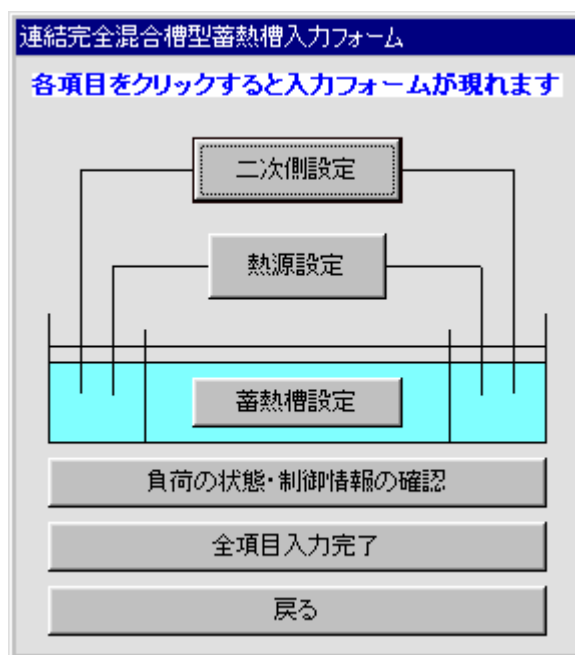 連結完全混合槽型蓄熱槽入力フォーム
各項目をクリックすると入力フォームが現れます
二次側設定
熱源設定
蓄熱槽設定
負荷の状態・制御情報の確認
全項目入力完了
戻る